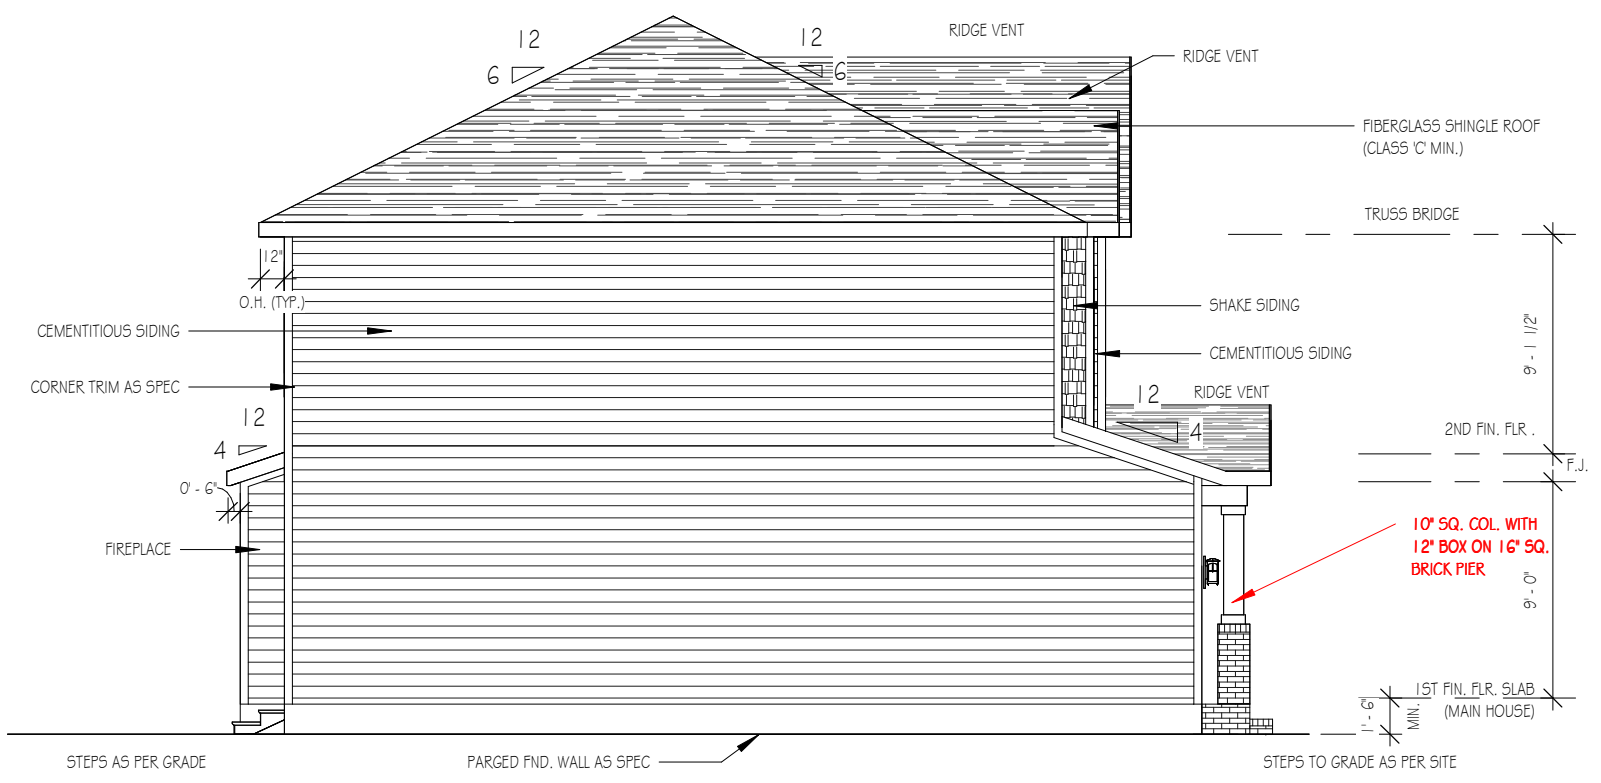 RIDGE VENT
12
12
RIDGE VENT
6
6
FIBERGLASS SHINGLE ROOF
(CLASS 'C' MIN.)
TRUSS BRIDGE
12"
O.H. (TYP.)
SHAKE SIDING
CEMENTITIOUS SIDING
9' - 1 1/2"
CEMENTITIOUS SIDING
CORNER TRIM AS SPEC
12
RIDGE VENT
12
4
2ND FIN. FLR .
4
F.J.
0' - 6"
10" SQ. COL. WITH
12" BOX ON 16" SQ.
BRICK PIER
FIREPLACE
9' - 0"
1ST FIN. FLR. SLAB
(MAIN HOUSE)
1' - 6"
MIN.
STEPS AS PER GRADE
PARGED FND. WALL AS SPEC
STEPS TO GRADE AS PER SITE